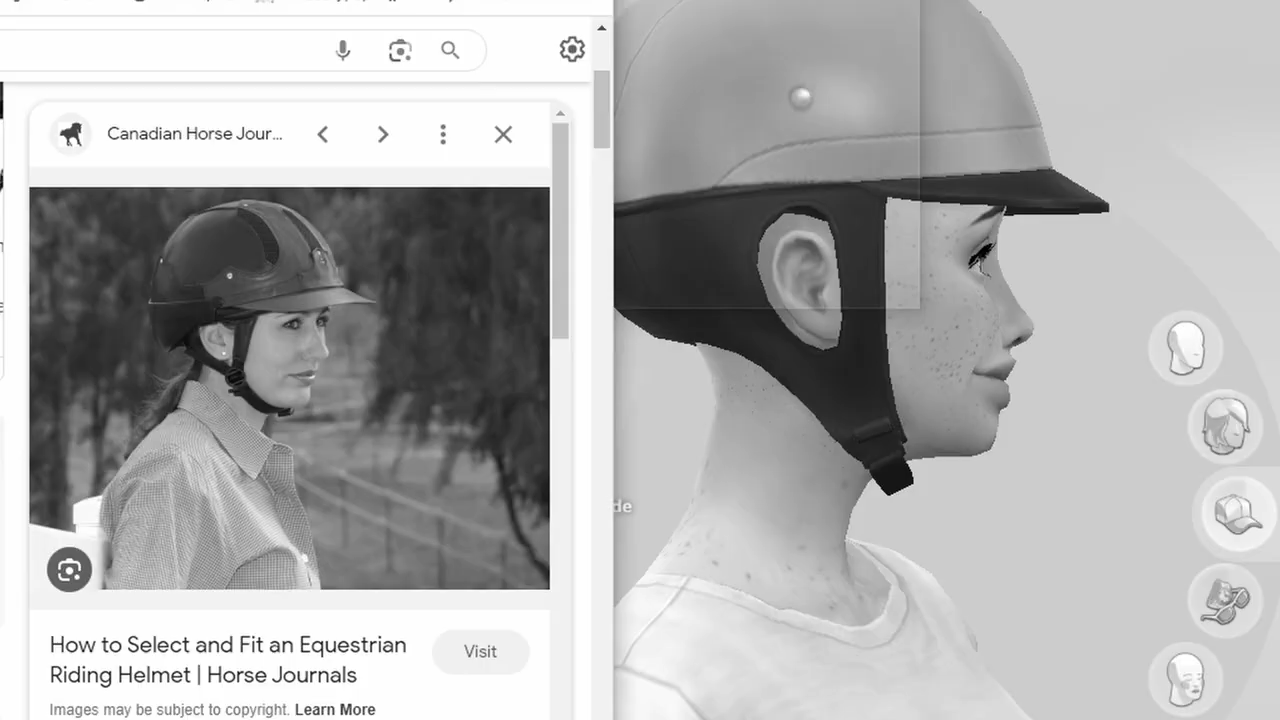 Canadian Horse Jour...
How to Select and Fit an Equestrian
Riding Helmet | Horse Journals
Visit
Images may be subject to copyright. Learn More
de